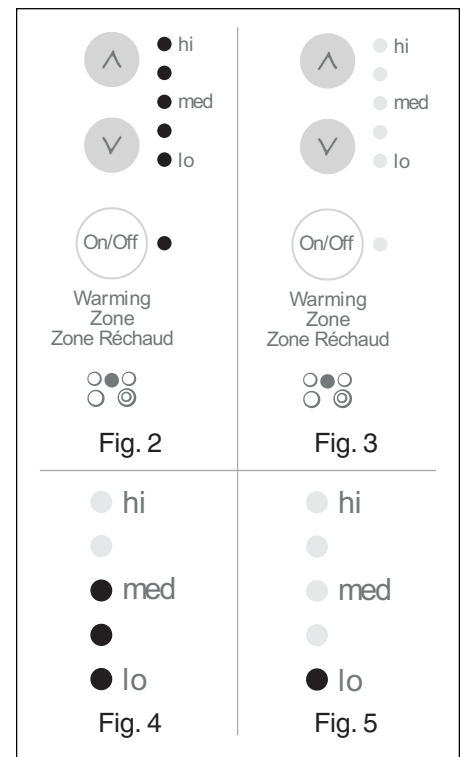 hi
med
lo
On/Off
Warming
Zone
Zone Réchaud
Fig. 2
hi
med
lo
On/Off
Warming
Zone
Zone Réchaud
Fig. 3
hi
med
lo
Fig. 4
hi
med
lo
Fig. 5